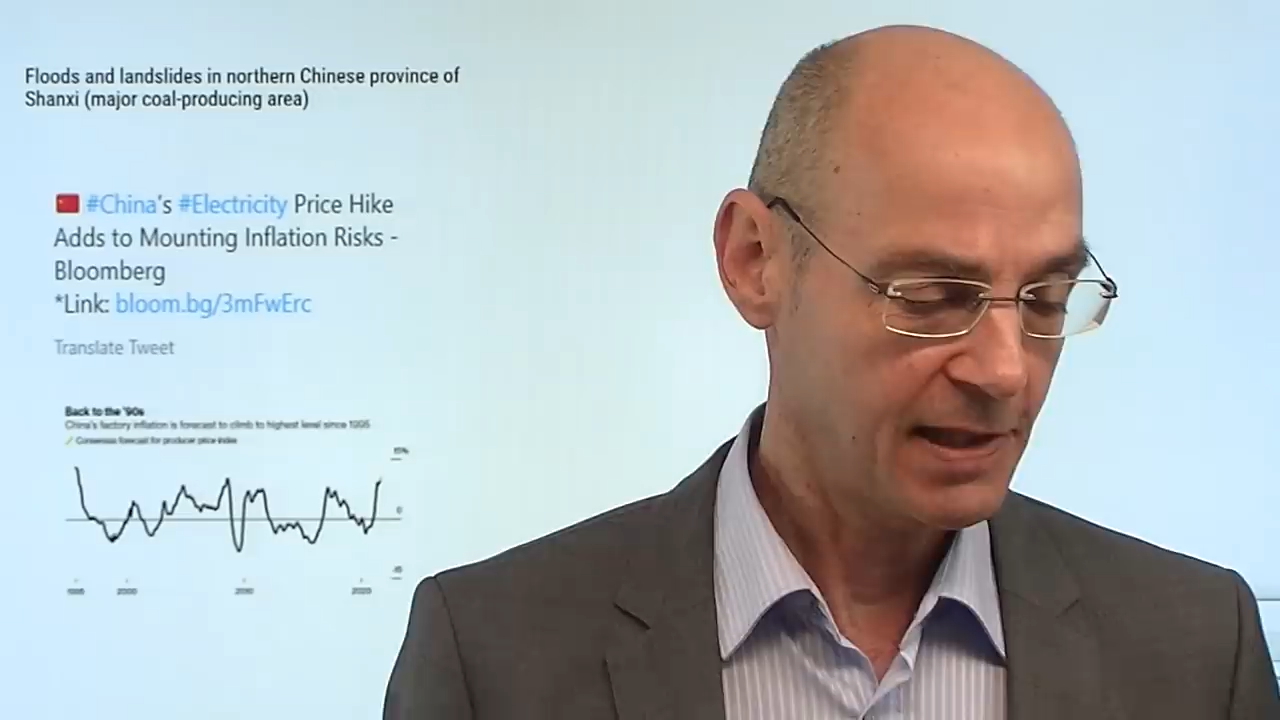 Floods and landslides in northern Chinese province of
Shanxi (major coal-producing area)
#China's #Electricity Price Hike
Adds to Mounting Inflation Risks -
Bloomberg
*Link: bloom.bg/3mFwErc
Translate Tweet
Back to the '90s
China's factory inflation is forecast to climb to highest level since 1995
Consensus forecast for producer price index
15%
0
2000
2010
2020